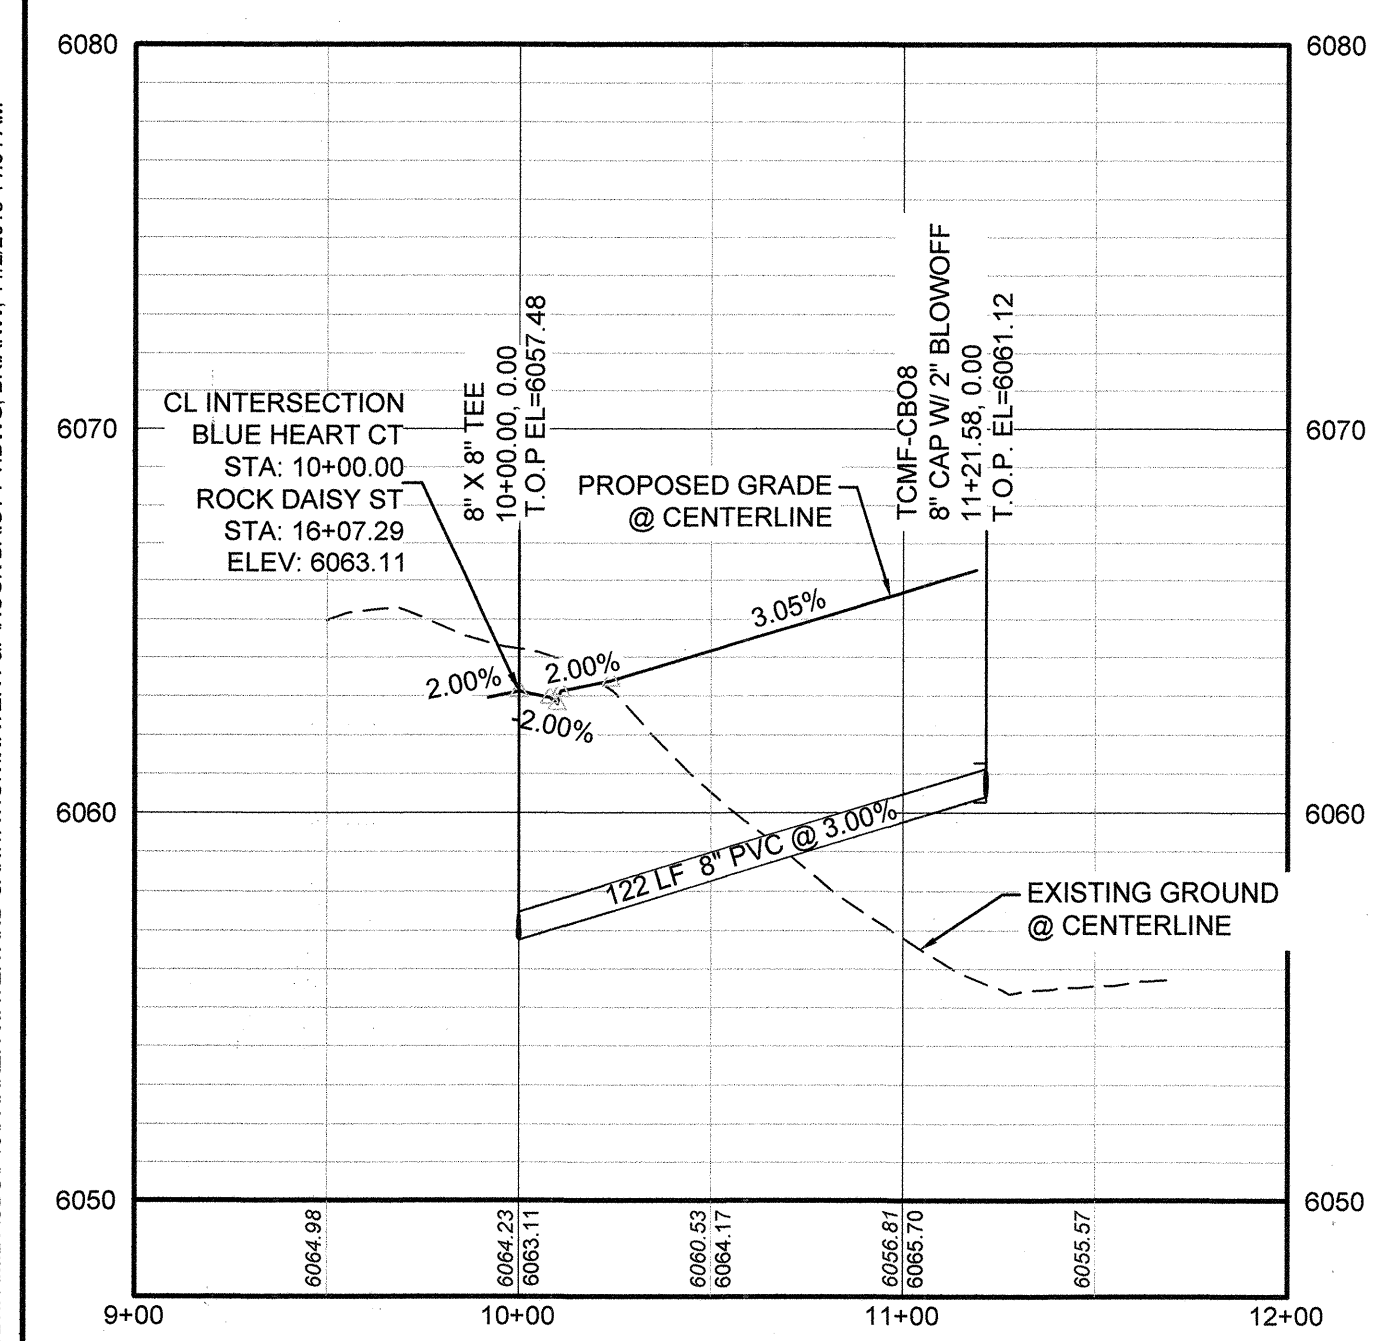 6080
6080
CL INTERSECTION
BLUE HEART CT
STA: 10+00.00
ROCK DAISY ST
STA: 16+07.29
ELEV: 6063.11
8" X 8" TEE
10+00.00, 0.00
T.O.P EL=6057.48
TCMF-CBO8
8" CAP W/ 2" BLOWOFF
11+21.58, 0.00
T.O.P. EL=6061.12
6070
6070
PROPOSED GRADE
@ CENTERLINE
3.05%
2.00%
2.00%
-2.00%
6060
6060
122 LF 8" PVC @ 3.00%
EXISTING GROUND
@ CENTERLINE
6050
6050
6064.98
6064.23
6063.11
6060.53
6064.17
6056.81
6065.70
6055.57
9+00
10+00
11+00
12+00